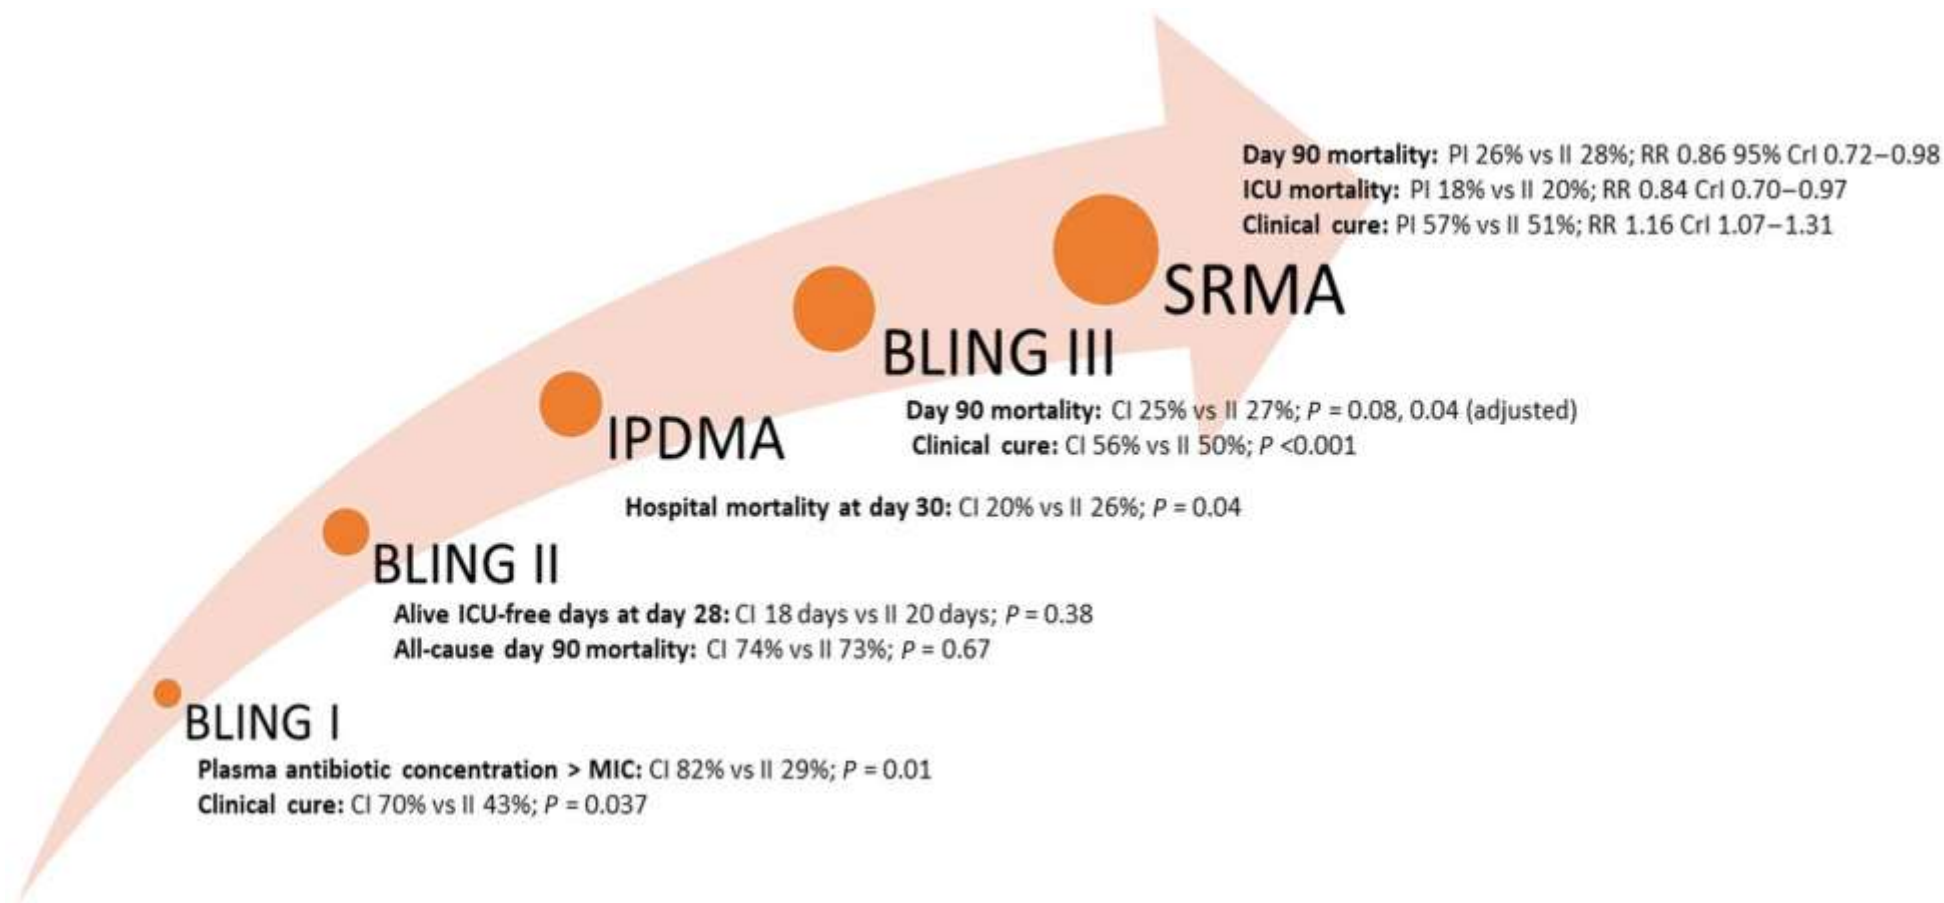 Day 90 mortality: PI 26% vs II 28%; RR 0.86 95% CrI 0.72–0.98
ICU mortality: PI 18% vs II 20%; RR 0.84 CrI 0.70–0.97
Clinical cure: PI 57% vs II 51%; RR 1.16 CrI 1.07–1.31
SRMA
BLING III
Day 90 mortality: CI 25% vs II 27%; P = 0.08, 0.04 (adjusted)
Clinical cure: CI 56% vs II 50%; P <0.001
IPDMA
Hospital mortality at day 30: CI 20% vs II 26%; P = 0.04
BLING II
Alive ICU-free days at day 28: CI 18 days vs II 20 days; P = 0.38
All-cause day 90 mortality: CI 74% vs II 73%; P = 0.67
BLING I
Plasma antibiotic concentration > MIC: CI 82% vs II 29%; P = 0.01
Clinical cure: CI 70% vs II 43%; P = 0.037